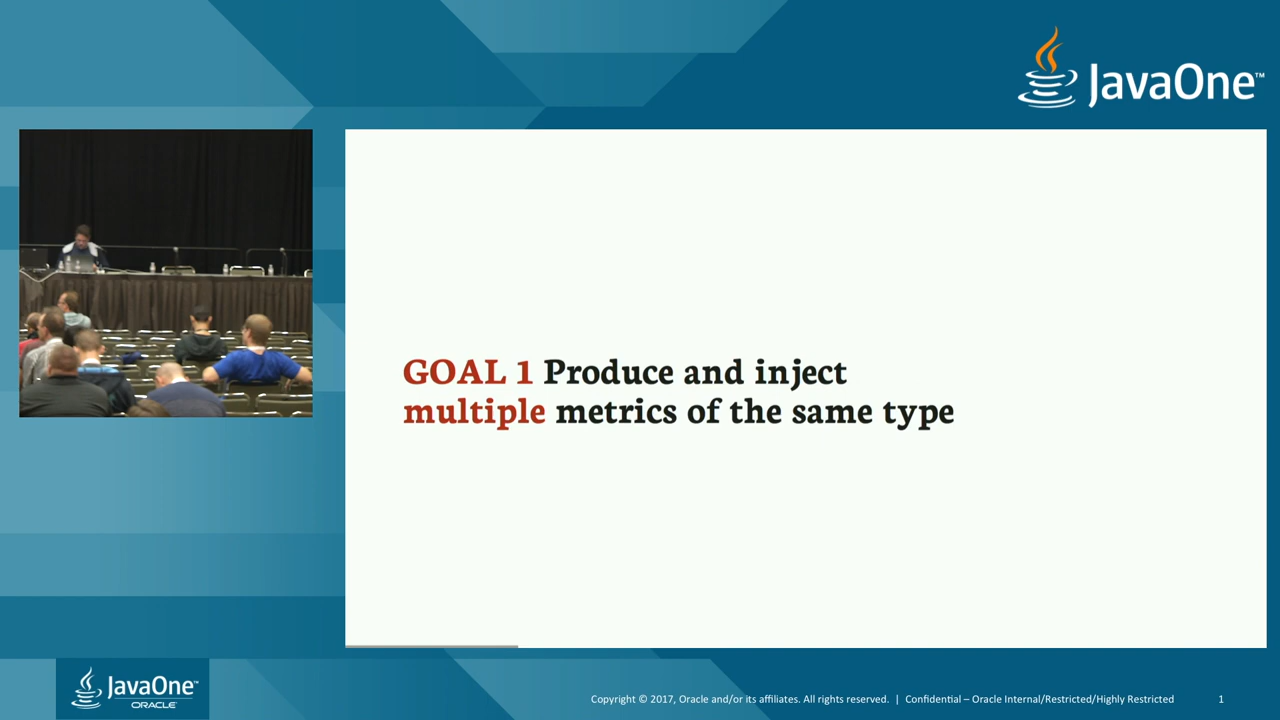 JavaOne™
GOAL 1 Produce and inject
multiple metrics of the same type
JavaOne™
ORACLE®
Copyright © 2017, Oracle and/or its affiliates. All rights reserved. | Confidential – Oracle Internal/Restricted/Highly Restricted 1